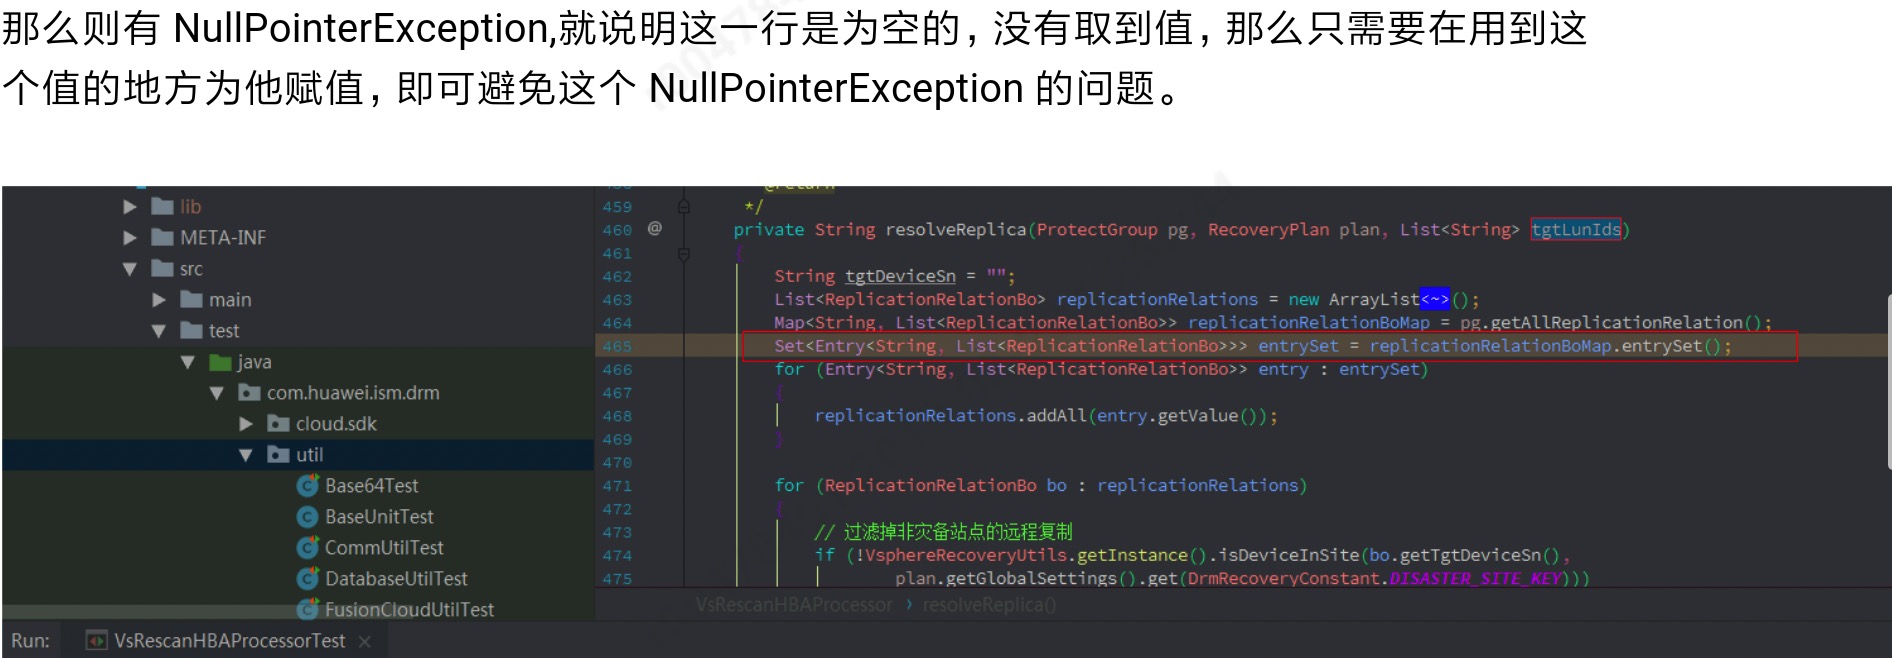 那么则有 NullPointerException,就说明这一行是为空的，没有取到值，那么只需要在用到这
个值的地方为他赋值，即可避免这个 NullPointerException 的问题。
lib
META-INF
src
main
test
java
com.huawei.ism.drm
cloud.sdk
util
Base64Test
BaseUnitTest
CommUtilTest
DatabaseUtilTest
FusionCloudUtilTest
459 */
460 @ private String resolveReplica(ProtectGroup pg, RecoveryPlan plan, List<String> tgtLunIds)
461 {
462 String tgtDeviceSn = "";
463 List<ReplicationRelationBo> replicationRelations = new ArrayList<~>();
464 Map<String, List<ReplicationRelationBo>> replicationRelationBoMap = pg.getAllReplicationRelation();
465 Set<Entry<String, List<ReplicationRelationBo>>> entrySet = replicationRelationBoMap.entrySet();
466 for (Entry<String, List<ReplicationRelationBo>> entry : entrySet)
467 {
468 replicationRelations.addAll(entry.getValue());
469 }
470
471 for (ReplicationRelationBo bo : replicationRelations)
472 {
473 // 过滤掉非灾备站点的远程复制
474 if (!VsphereRecoveryUtils.getInstance().isDeviceInSite(bo.getTgtDeviceSn(),
475 plan.getGlobalSettings().get(DrmRecoveryConstant.DISASTER_SITE_KEY)))
VsRescanHBAProcessor › resolveReplica()
Run: VsRescanHBAProcessorTest ×